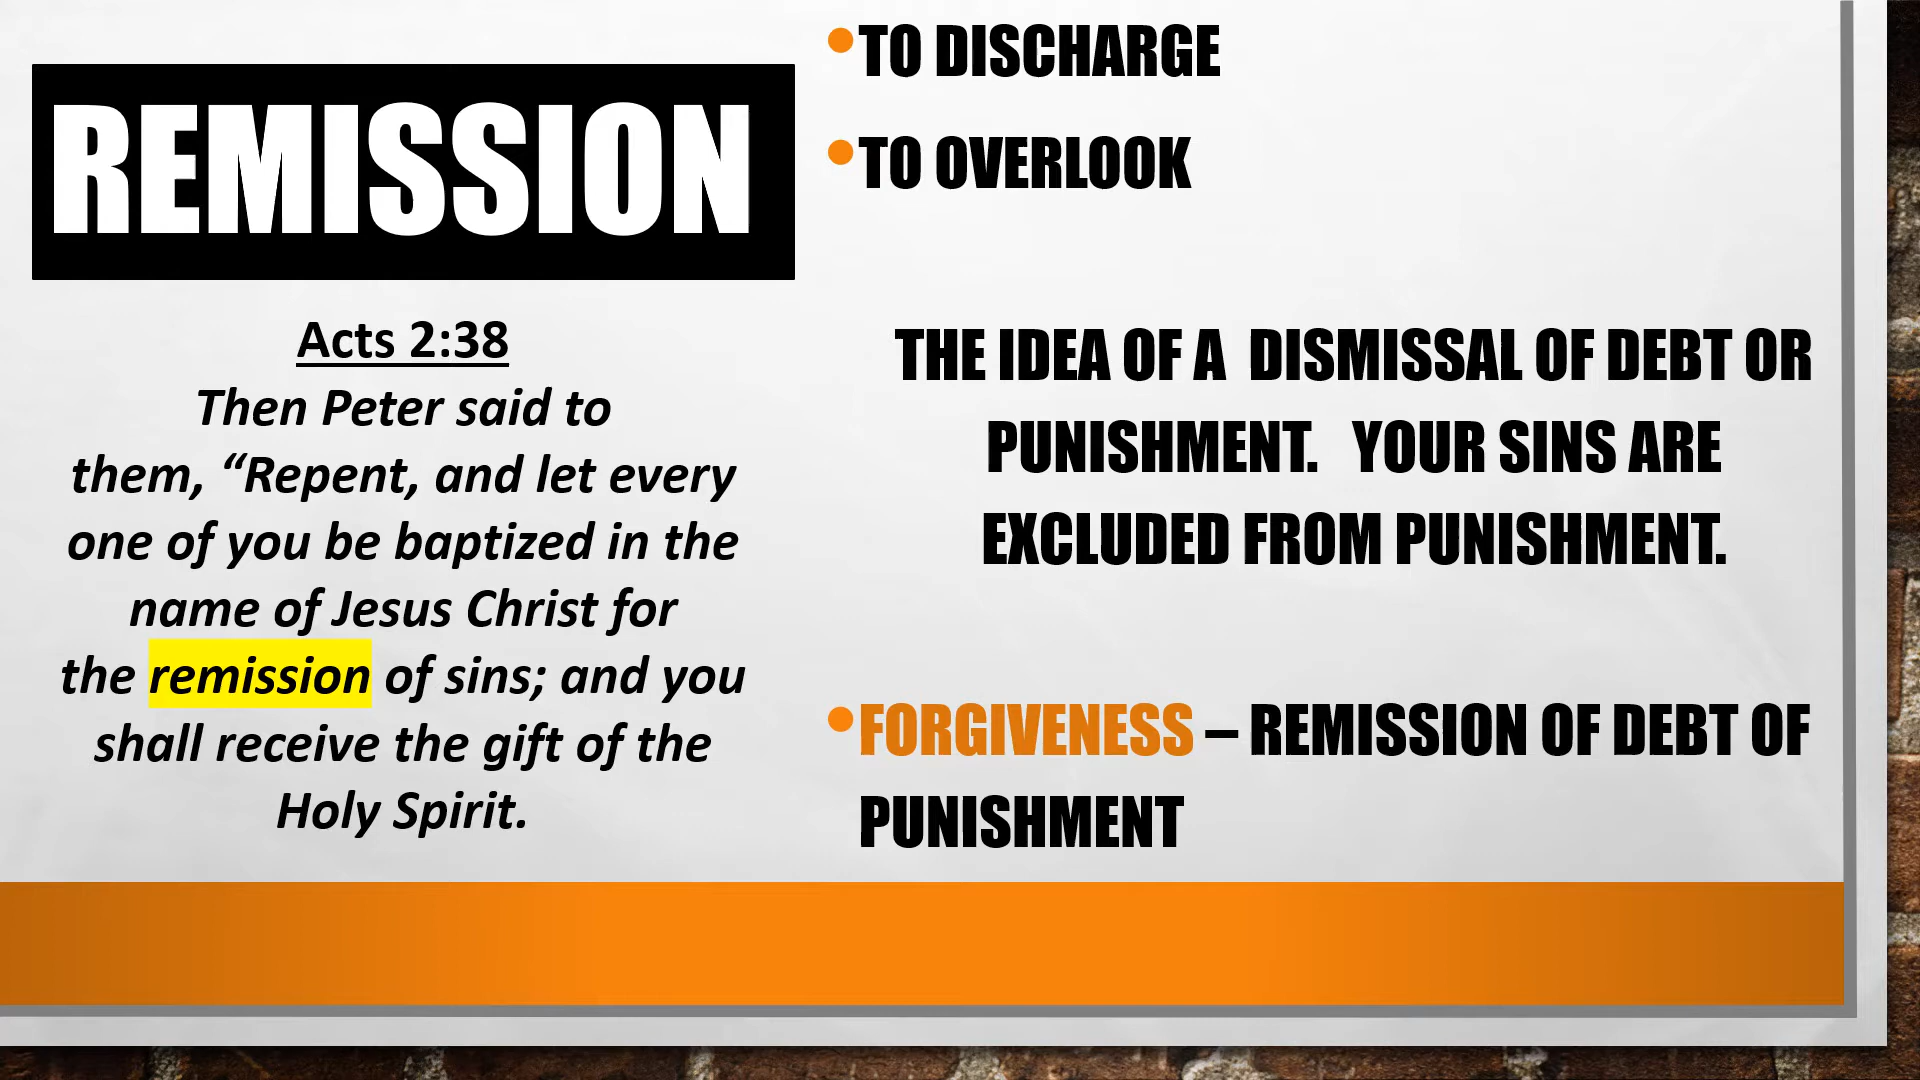 REMISSION
Acts 2:38
Then Peter said to
them, “Repent, and let every
one of you be baptized in the
name of Jesus Christ for
the remission of sins; and you
shall receive the gift of the
Holy Spirit.
•TO DISCHARGE
•TO OVERLOOK
THE IDEA OF A DISMISSAL OF DEBT OR
PUNISHMENT. YOUR SINS ARE
EXCLUDED FROM PUNISHMENT.
•FORGIVENESS – REMISSION OF DEBT OF
PUNISHMENT